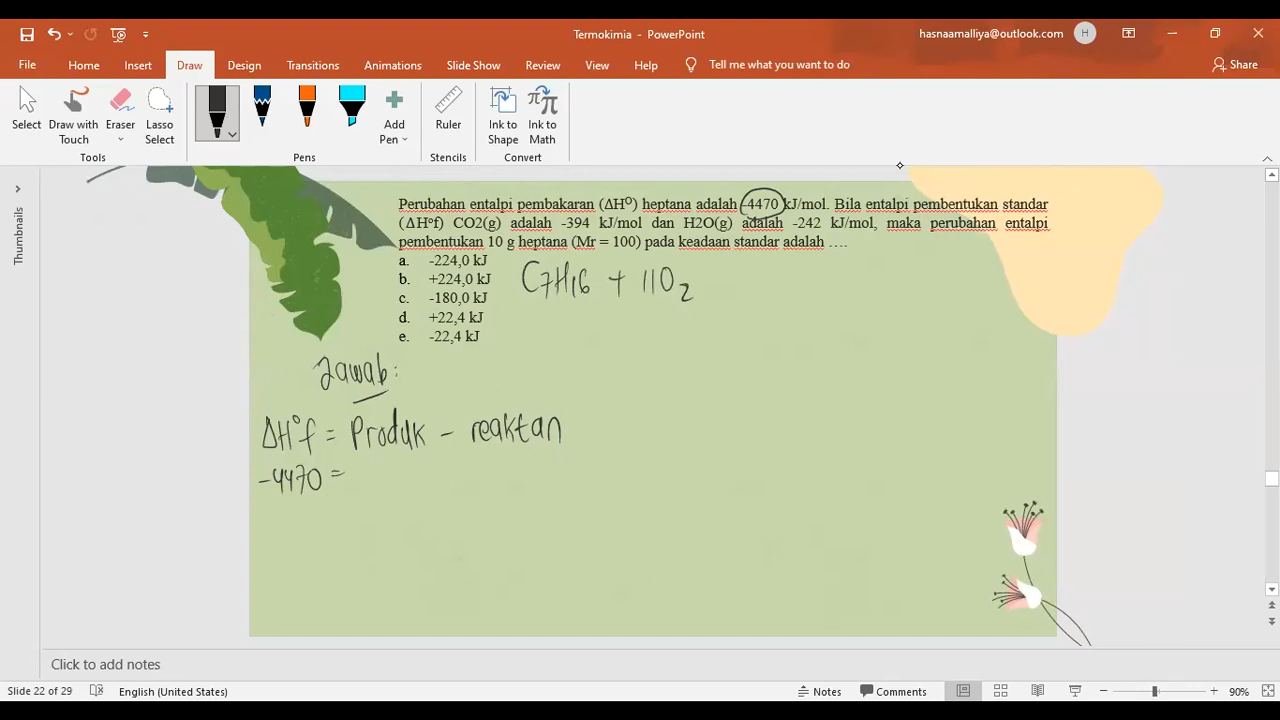 Termokimia - PowerPoint
hasnaamalliya@outlook.com
H
File Home Insert Draw Design Transitions Animations Slide Show Review View Help Tell me what you want to do Share
Select
Draw with Touch
Eraser
Lasso Select
Add Pen
Ruler
Ink to Shape
Ink to Math
Tools Pens Stencils Convert
Thumbnails
Perubahan entalpi pembakaran (ΔHᴼ) heptana adalah -4470 kJ/mol. Bila entalpi pembentukan standar
(ΔH°f) CO2(g) adalah -394 kJ/mol dan H2O(g) adalah -242 kJ/mol, maka perubahan entalpi
pembentukan 10 g heptana (Mr = 100) pada keadaan standar adalah ….
a. -224,0 kJ
b. +224,0 kJ
c. -180,0 kJ
d. +22,4 kJ
e. -22,4 kJ
C7H16 + 11O2
Jawab:
ΔH°f = Produk - reaktan
-4470 =
Click to add notes
Slide 22 of 29 English (United States) Notes Comments 90%